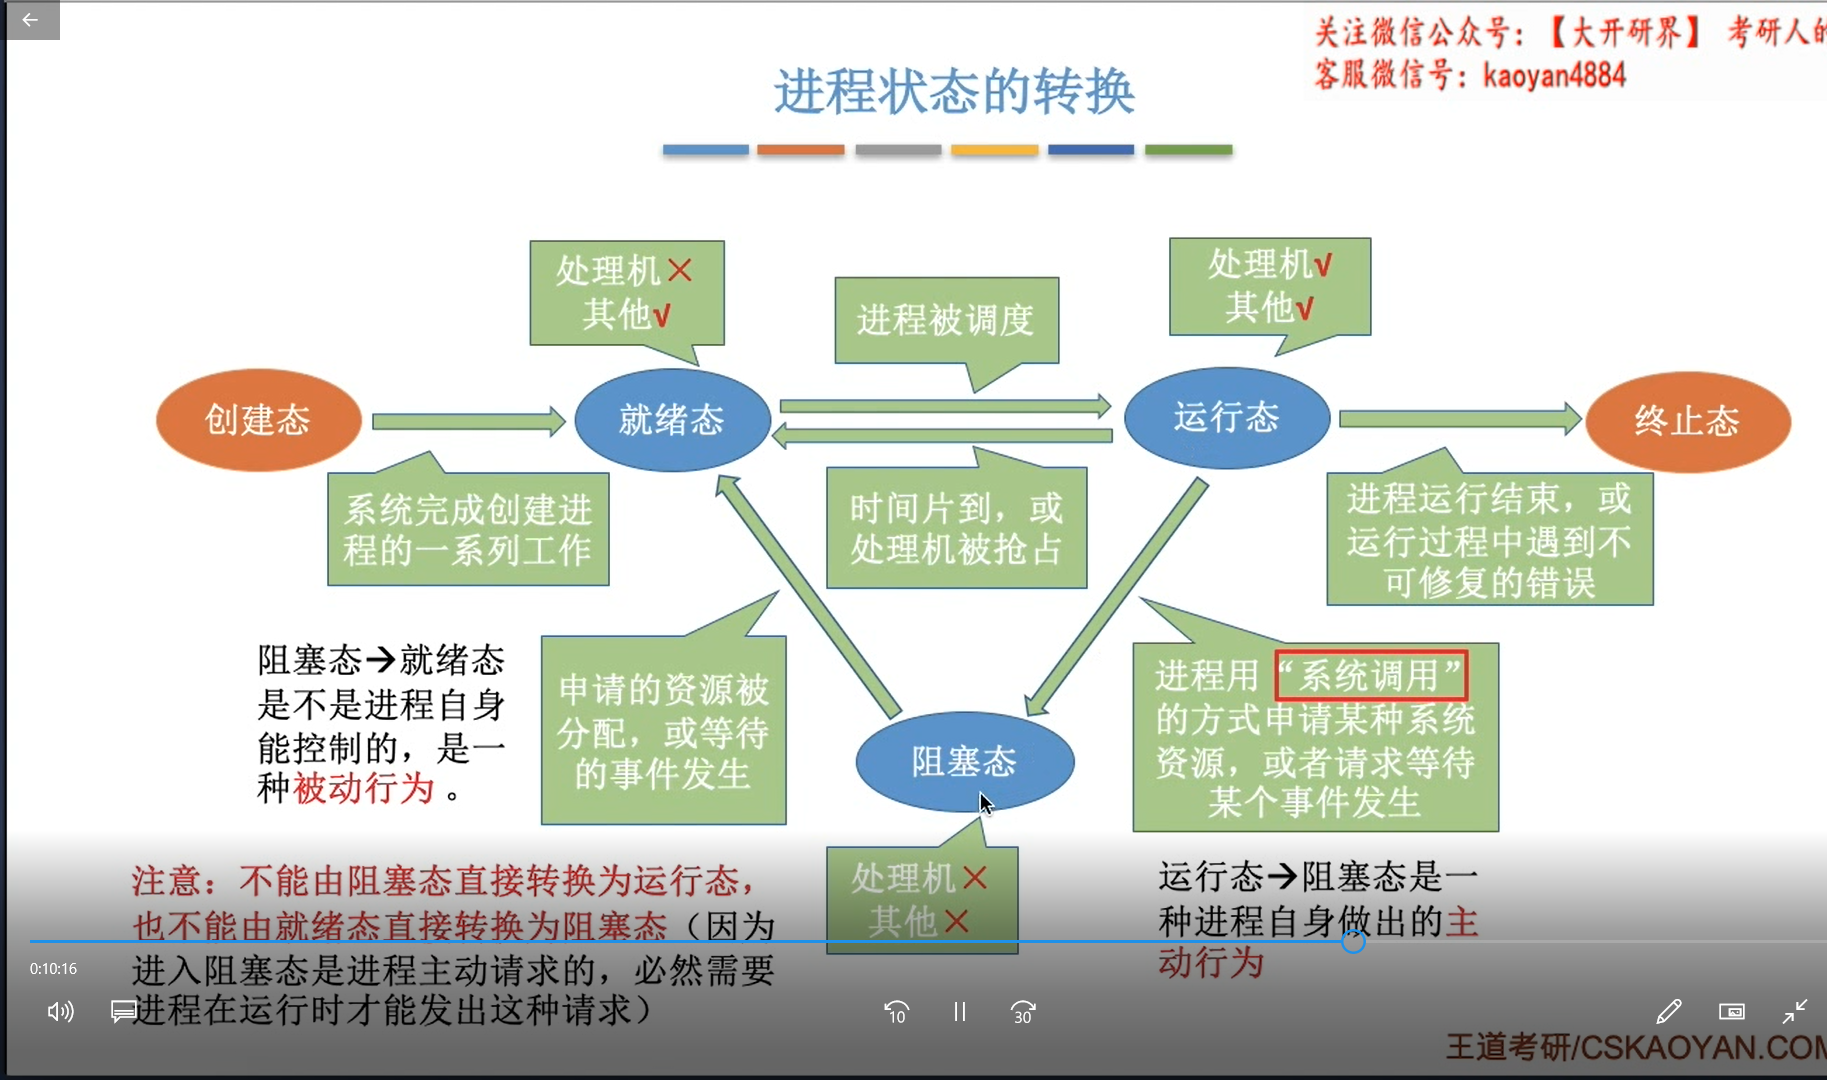 关注微信公众号：【大开研界】 考研人的
客服微信号：kaoyan4884
进程状态的转换
处理机×
其他√
进程被调度
处理机√
其他√
创建态
就绪态
运行态
终止态
系统完成创建进
程的一系列工作
时间片到，或
处理机被抢占
进程运行结束，或
运行过程中遇到不
可修复的错误
阻塞态→就绪态
是不是进程自身
能控制的，是一
种被动行为。
申请的资源被
分配，或等待
的事件发生
进程用“系统调用”
的方式申请某种系统
资源，或者请求等待
某个事件发生
阻塞态
处理机×
其他×
注意：不能由阻塞态直接转换为运行态，
也不能由就绪态直接转换为阻塞态（因为
进入阻塞态是进程主动请求的，必然需要
进程在运行时才能发出这种请求）
运行态→阻塞态是一
种进程自身做出的主
动行为
0:10:16
10
30
王道考研/CSKAOYAN.COM